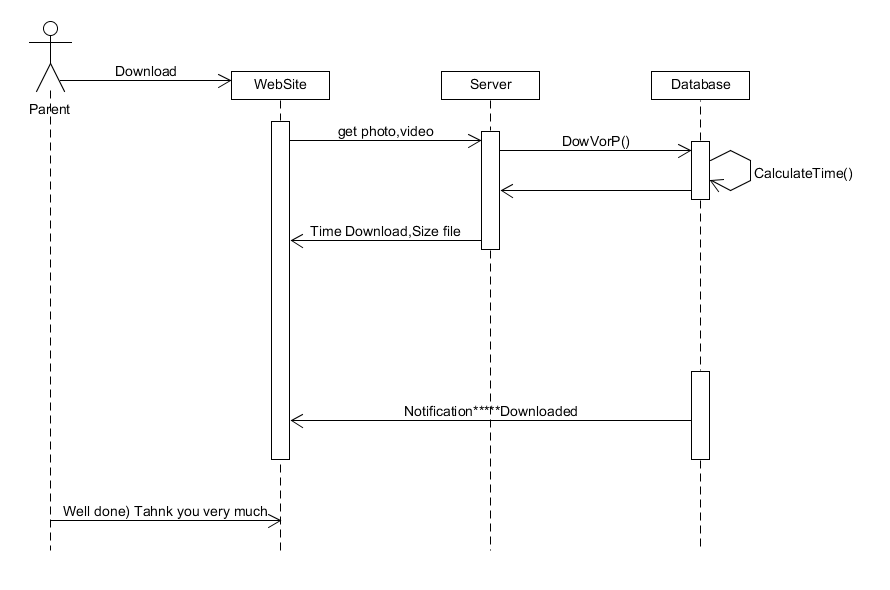 Download
WebSite
Server
Database
Parent
get photo,video
DowVorP()
CalculateTime()
Time Download,Size file
Notification*****Downloaded
Well done) Tahnk you very much